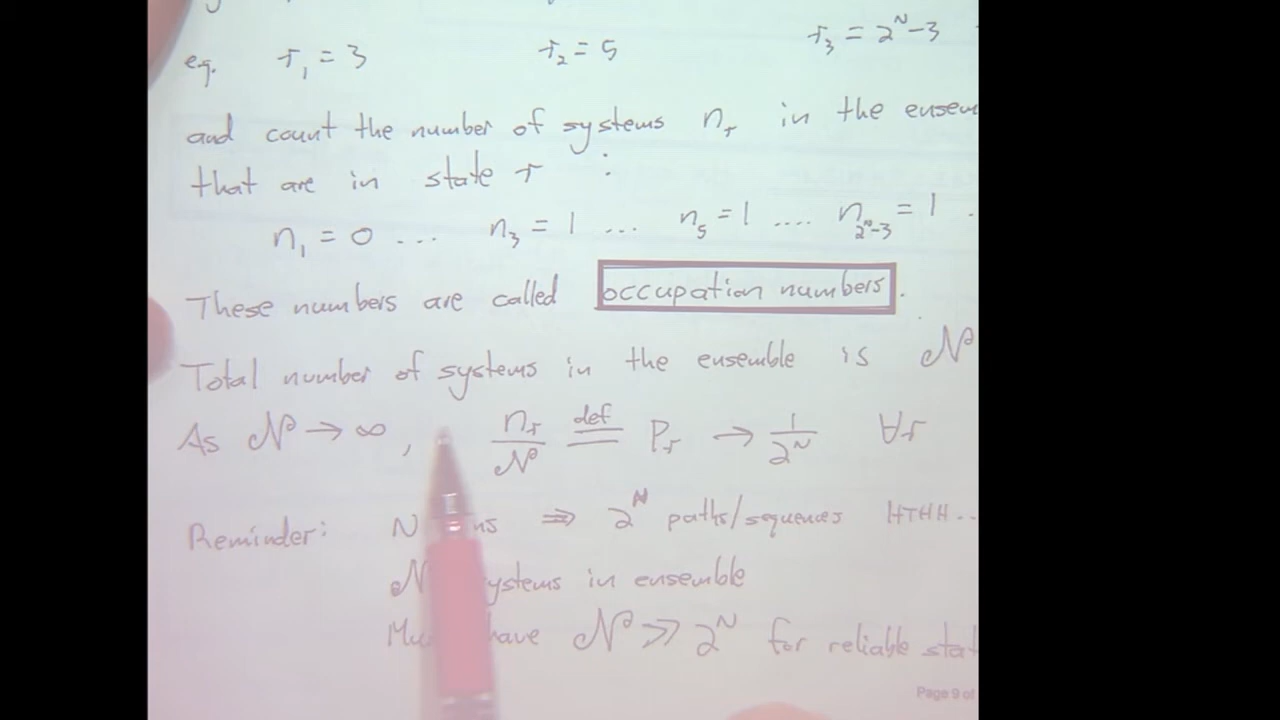 eg. r₁ = 3 r₂ = 5 r₃ = 2ᴺ-3
and count the number of systems nᵣ in the
that are in state r :
n₁ = 0 ... n₃ = 1 ... n₅ = 1 .... n_{2ᴺ-3} = 1 .
These numbers are called occupation numbers.
Total number of systems in the ensemble is 𝒩
As 𝒩 → ∞, nᵣ/𝒩 def= Pᵣ → 1/2ᴺ ∀r
Reminder: N ⇒ 2ᴺ paths/sequences HTHH..
𝒩 systems in ensemble
have 𝒩 ≫ 2ᴺ for reliable
Page 9 of